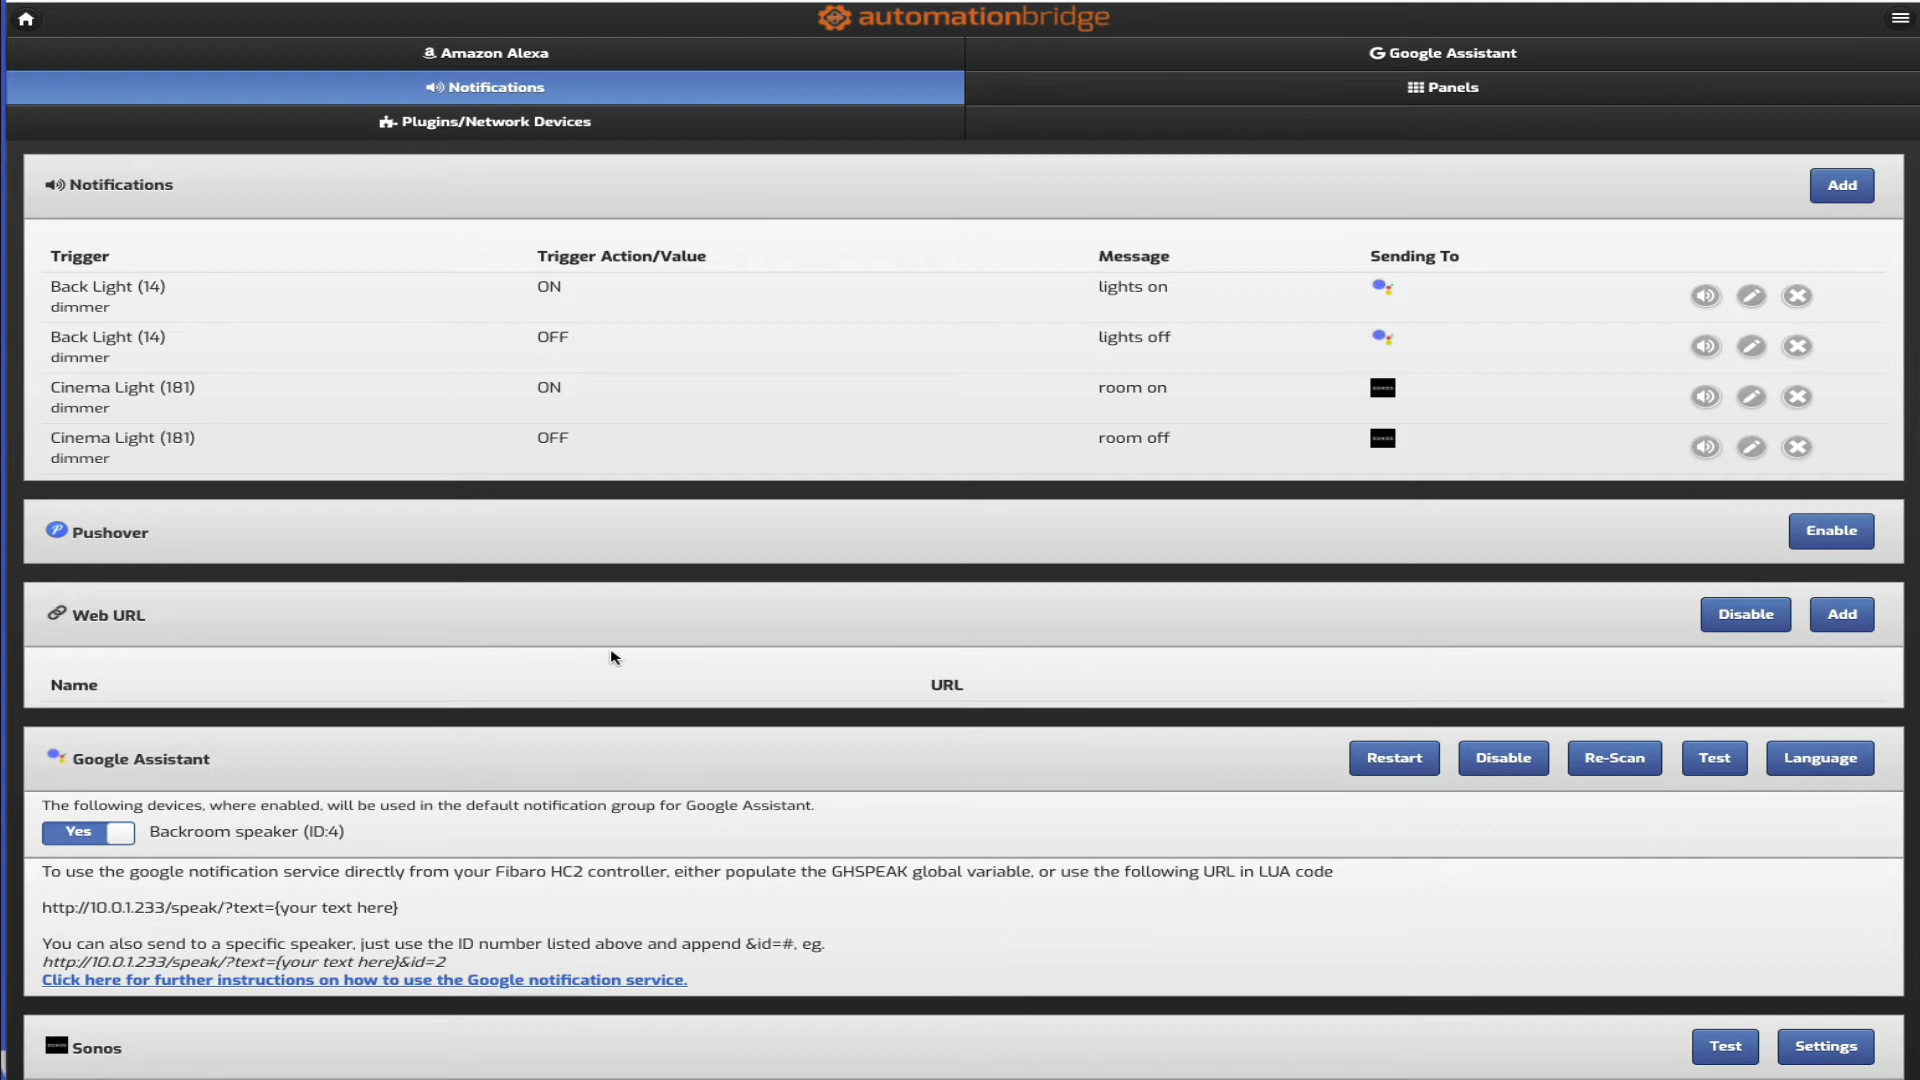 automationbridge
Amazon Alexa
Google Assistant
Notifications
Panels
Plugins/Network Devices
Notifications
Add
Trigger Trigger Action/Value Message Sending To
Back Light (14) ON lights on
dimmer
Back Light (14) OFF lights off
dimmer
Cinema Light (181) ON room on SONOS
dimmer
Cinema Light (181) OFF room off SONOS
dimmer
Pushover
Enable
Web URL
Disable Add
Name URL
Google Assistant
Restart Disable Re-Scan Test Language
The following devices, where enabled, will be used in the default notification group for Google Assistant.
Yes Backroom speaker (ID:4)
To use the google notification service directly from your Fibaro HC2 controller, either populate the GHSPEAK global variable, or use the following URL in LUA code
http://10.0.1.233/speak/?text={your text here}
You can also send to a specific speaker, just use the ID number listed above and append &id=#, eg.
http://10.0.1.233/speak/?text={your text here}&id=2
Click here for further instructions on how to use the Google notification service.
SONOS Sonos
Test Settings